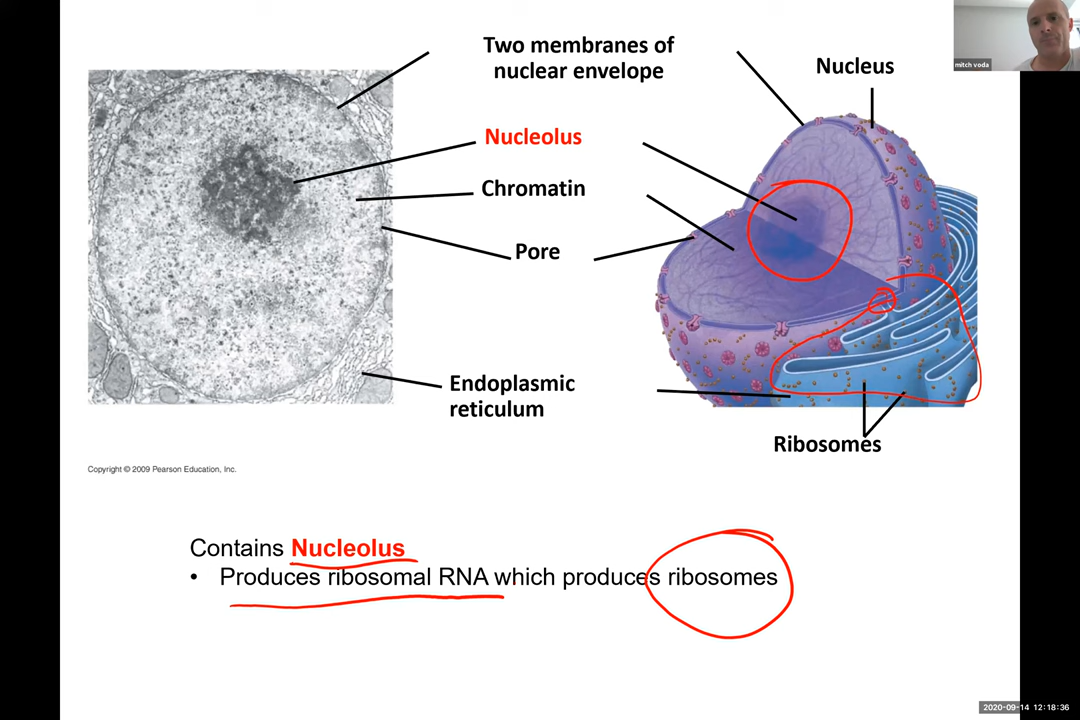 Two membranes of
nuclear envelope
Nucleus
mitch voda
Nucleolus
Chromatin
Pore
Endoplasmic
reticulum
Ribosomes
Copyright © 2009 Pearson Education, Inc.
Contains Nucleolus
• Produces ribosomal RNA which produces ribosomes
2020-09-14 12:18:36